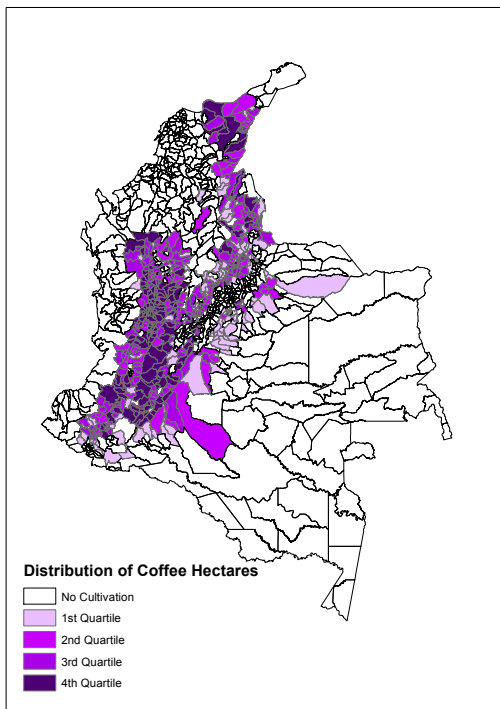 Distribution of Coffee Hectares
No Cultivation
1st Quartile
2nd Quartile
3rd Quartile
4th Quartile